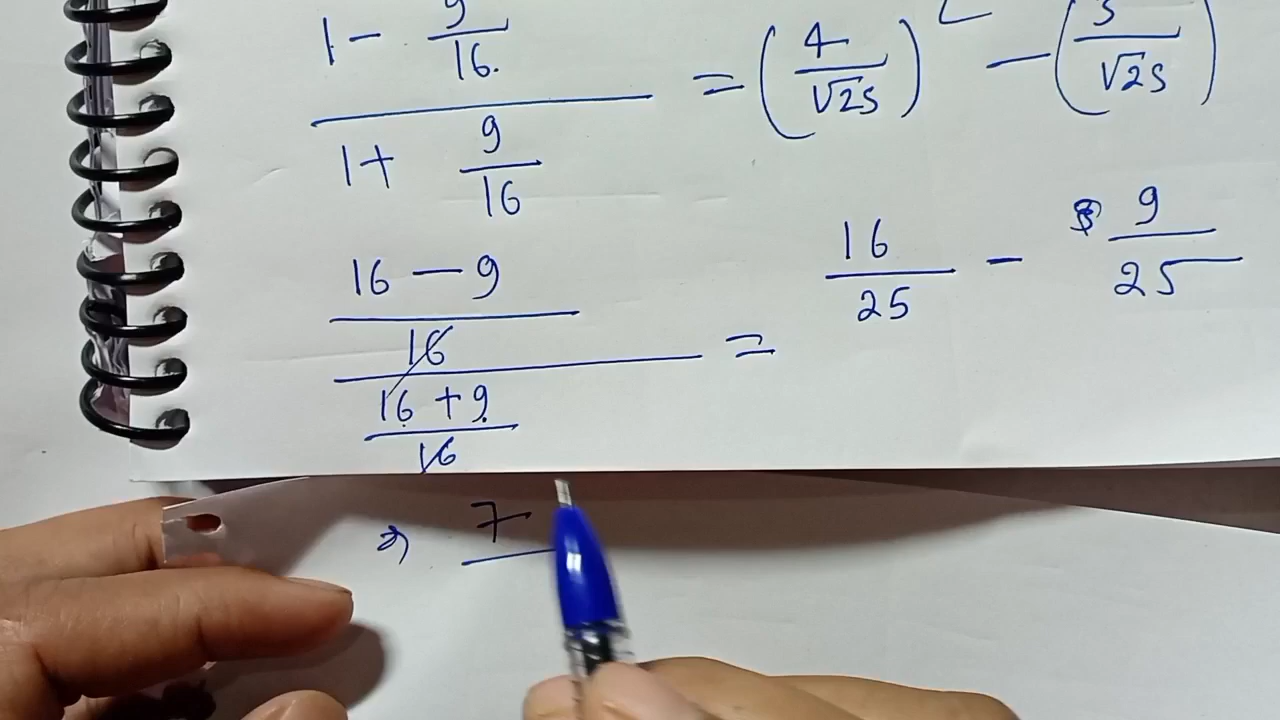 1 - 9/16 / 1 + 9/16 = (4/√25)² - (3/√25)
16 - 9 / 16 / 16 + 9 / 16 = 16/25 - 9/25
⇒ 7